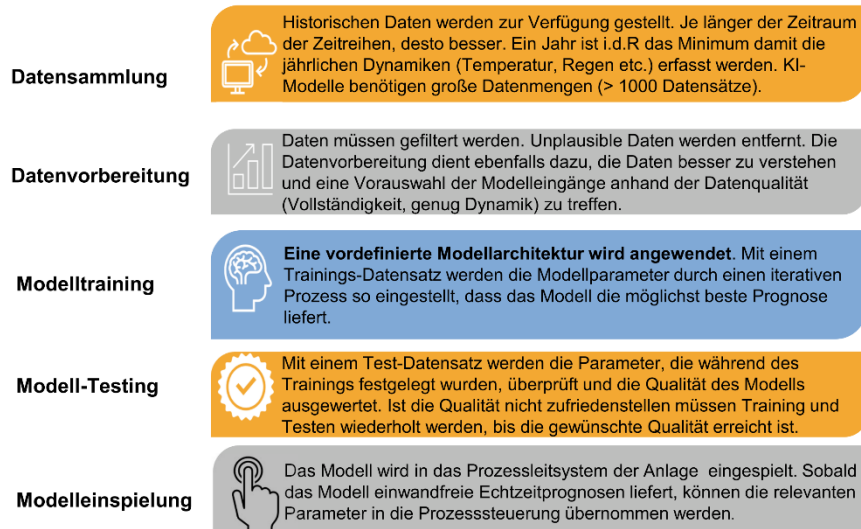 Datensammlung
Historischen Daten werden zur Verfügung gestellt. Je länger der Zeitraum
der Zeitreihen, desto besser. Ein Jahr ist i.d.R das Minimum damit die
jährlichen Dynamiken (Temperatur, Regen etc.) erfasst werden. KI-
Modelle benötigen große Datenmengen (> 1000 Datensätze).
Datenvorbereitung
Daten müssen gefiltert werden. Unplausible Daten werden entfernt. Die
Datenvorbereitung dient ebenfalls dazu, die Daten besser zu verstehen
und eine Vorauswahl der Modelleingänge anhand der Datenqualität
(Vollständigkeit, genug Dynamik) zu treffen.
Modelltraining
Eine vordefinierte Modellarchitektur wird angewendet. Mit einem
Trainings-Datensatz werden die Modellparameter durch einen iterativen
Prozess so eingestellt, dass das Modell die möglichst beste Prognose
liefert.
Modell-Testing
Mit einem Test-Datensatz werden die Parameter, die während des
Trainings festgelegt wurden, überprüft und die Qualität des Modells
ausgewertet. Ist die Qualität nicht zufriedenstellen müssen Training und
Testen wiederholt werden, bis die gewünschte Qualität erreicht ist.
Modelleinspielung
Das Modell wird in das Prozessleitsystem der Anlage eingespielt. Sobald
das Modell einwandfreie Echtzeitprognosen liefert, können die relevanten
Parameter in die Prozesssteuerung übernommen werden.